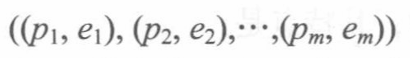 ((p₁, e₁), (p₂, e₂),⋯,(pₘ, eₘ))